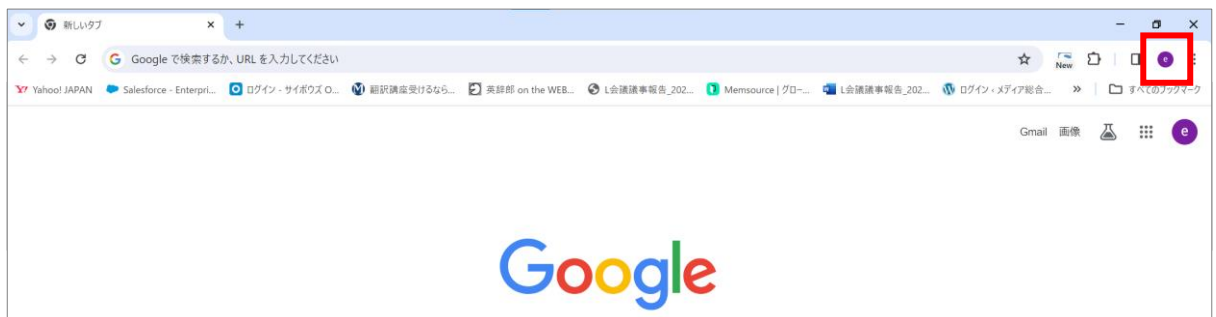 新しいタブ
Google で検索するか、URL を入力してください
New
e
Yahoo! JAPAN Salesforce - Enterpri... ログイン - サイボウズ O... 翻訳講座受けるなら... 英辞郎 on the WEB... L会議議事報告_202... Memsource | グロー... L会議議事報告_202... ログイン ‹ メディア総合... » すべてのブックマーク
Gmail 画像 e
Google